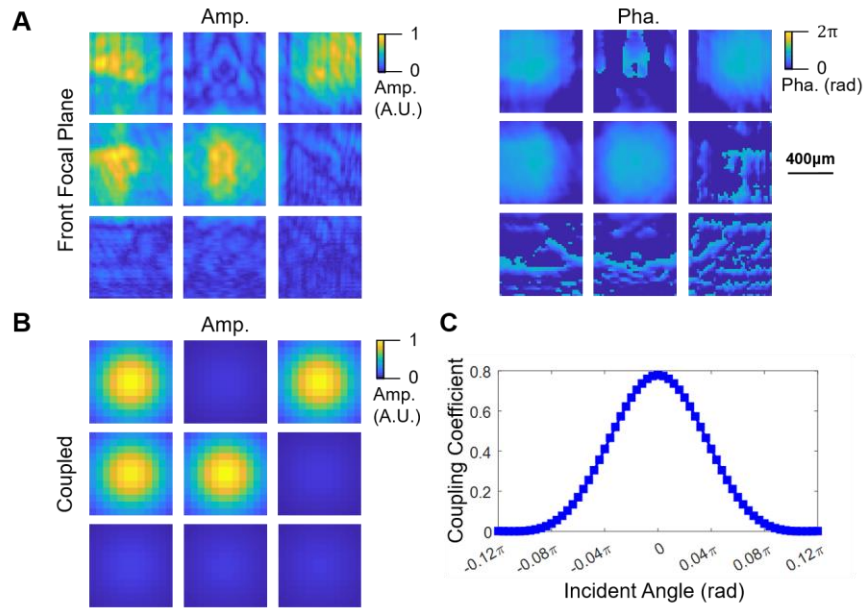 A
Amp.
Pha.
Front Focal Plane
1
0
Amp.
(A.U.)
2π
0
Pha. (rad)
400μm
B
Amp.
Coupled
1
0
Amp.
(A.U.)
C
Coupling Coefficient
0.8
0.6
0.4
0.2
0
-0.12π
-0.08π
-0.04π
0
0.04π
0.08π
0.12π
Incident Angle (rad)